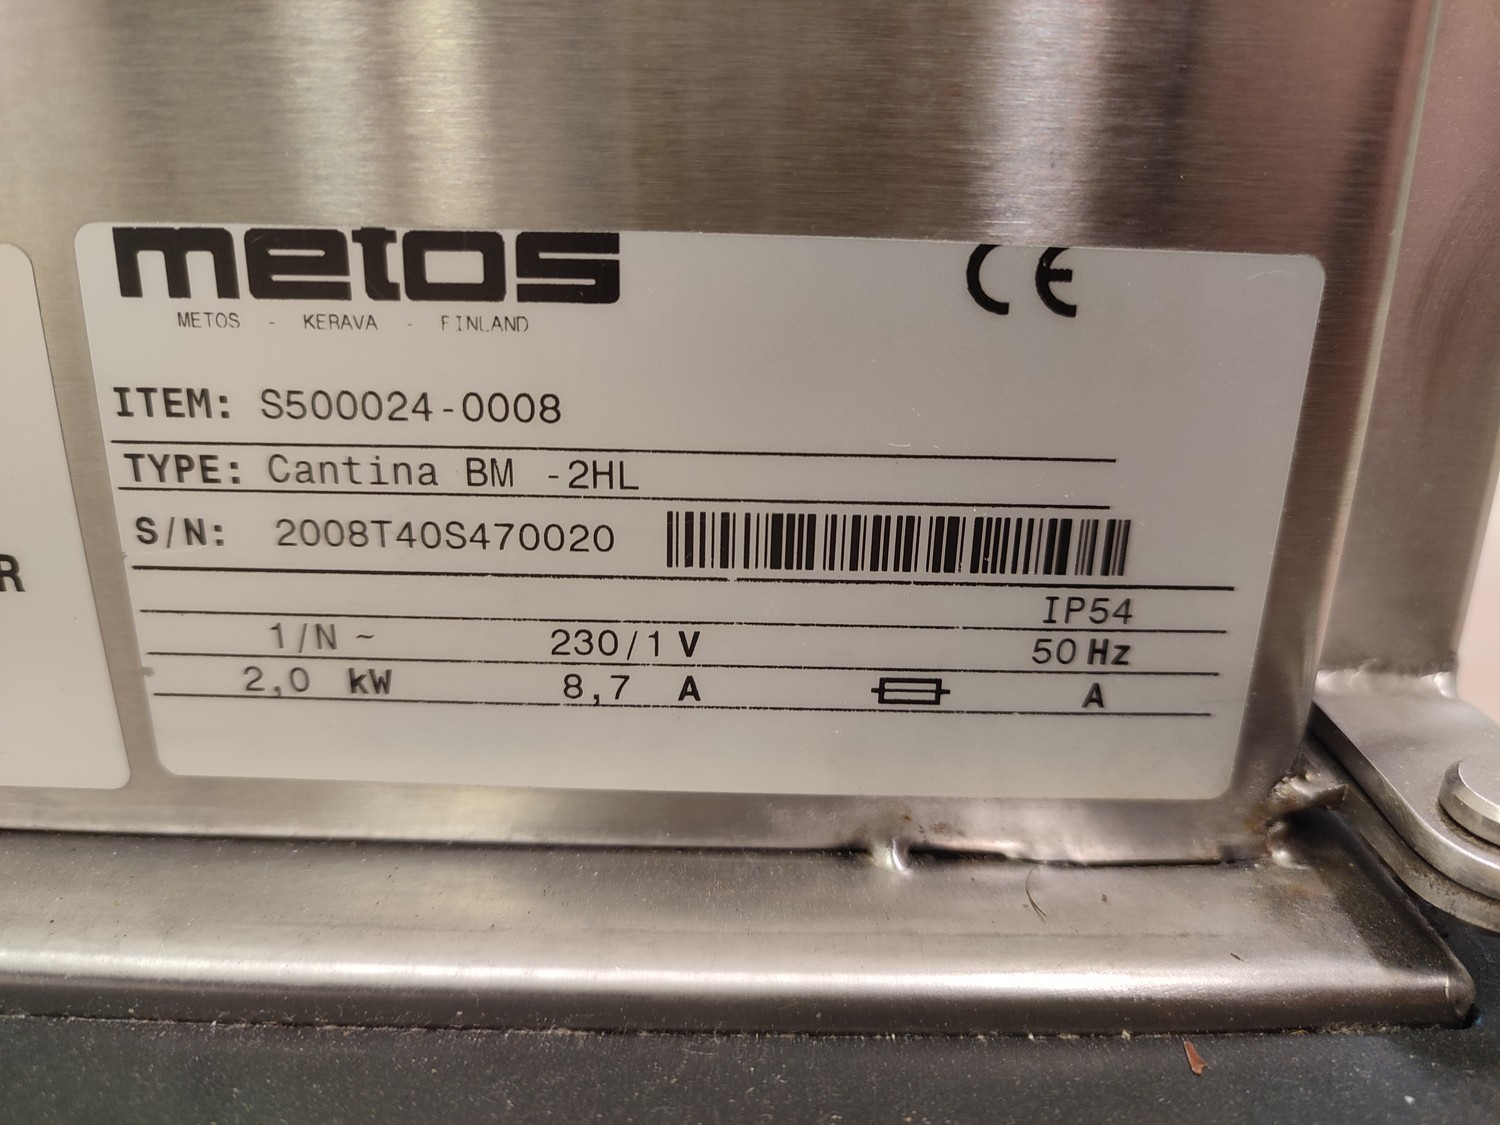 metos CE
METOS - KERAVA - FINLAND
ITEM: S500024-0008
TYPE: Cantina BM -2HL
S/N: 2008T40S470020
IP54
1/N ~ 230/1 V 50 Hz
2,0 kW 8,7 A A
R